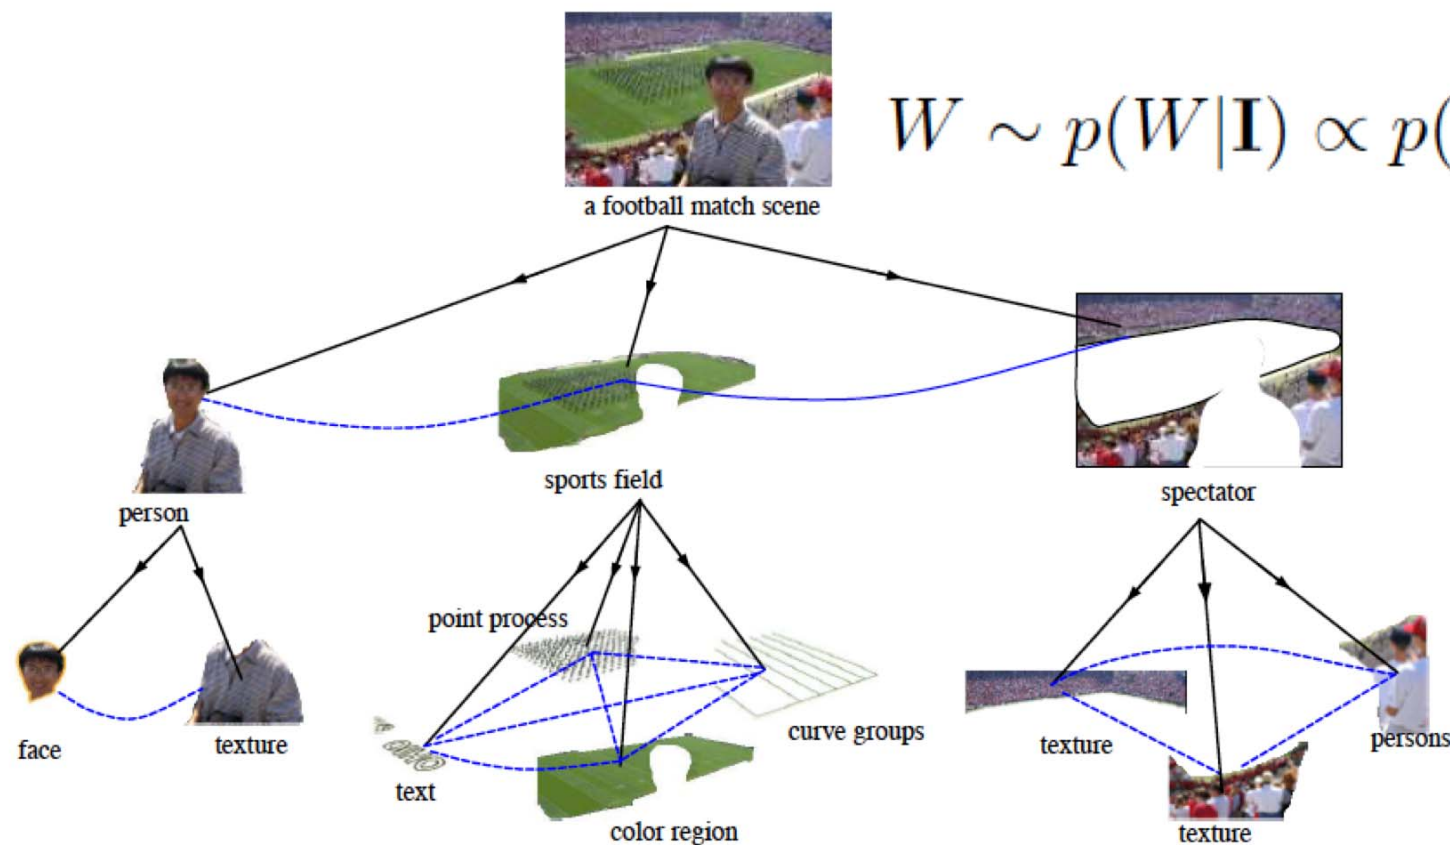 W ∼ p(W|I) ∝ p(
a football match scene
person
sports field
spectator
point process
face
texture
text
color region
curve groups
texture
texture
persons